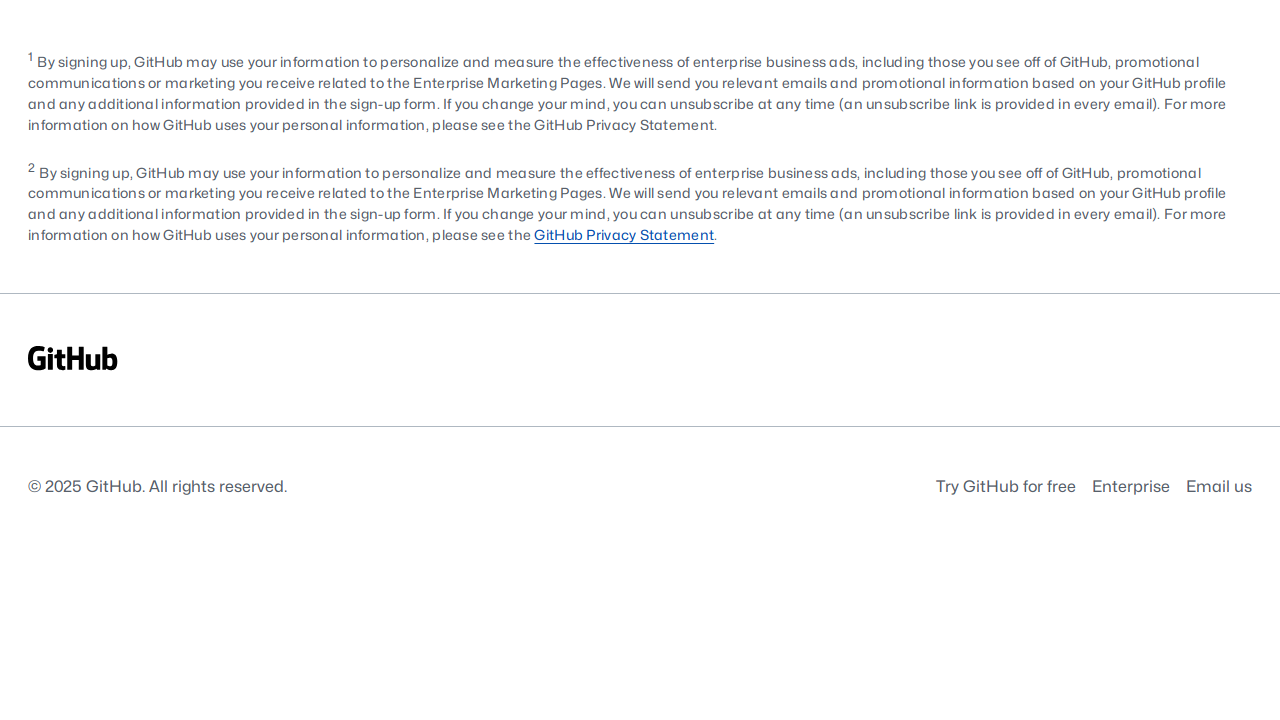 1 By signing up, GitHub may use your information to personalize and measure the effectiveness of enterprise business ads, including those you see off of GitHub, promotional
communications or marketing you receive related to the Enterprise Marketing Pages. We will send you relevant emails and promotional information based on your GitHub profile
and any additional information provided in the sign-up form. If you change your mind, you can unsubscribe at any time (an unsubscribe link is provided in every email). For more
information on how GitHub uses your personal information, please see the GitHub Privacy Statement.
2 By signing up, GitHub may use your information to personalize and measure the effectiveness of enterprise business ads, including those you see off of GitHub, promotional
communications or marketing you receive related to the Enterprise Marketing Pages. We will send you relevant emails and promotional information based on your GitHub profile
and any additional information provided in the sign-up form. If you change your mind, you can unsubscribe at any time (an unsubscribe link is provided in every email). For more
information on how GitHub uses your personal information, please see the GitHub Privacy Statement.
GitHub
© 2025 GitHub. All rights reserved.
Try GitHub for free Enterprise Email us